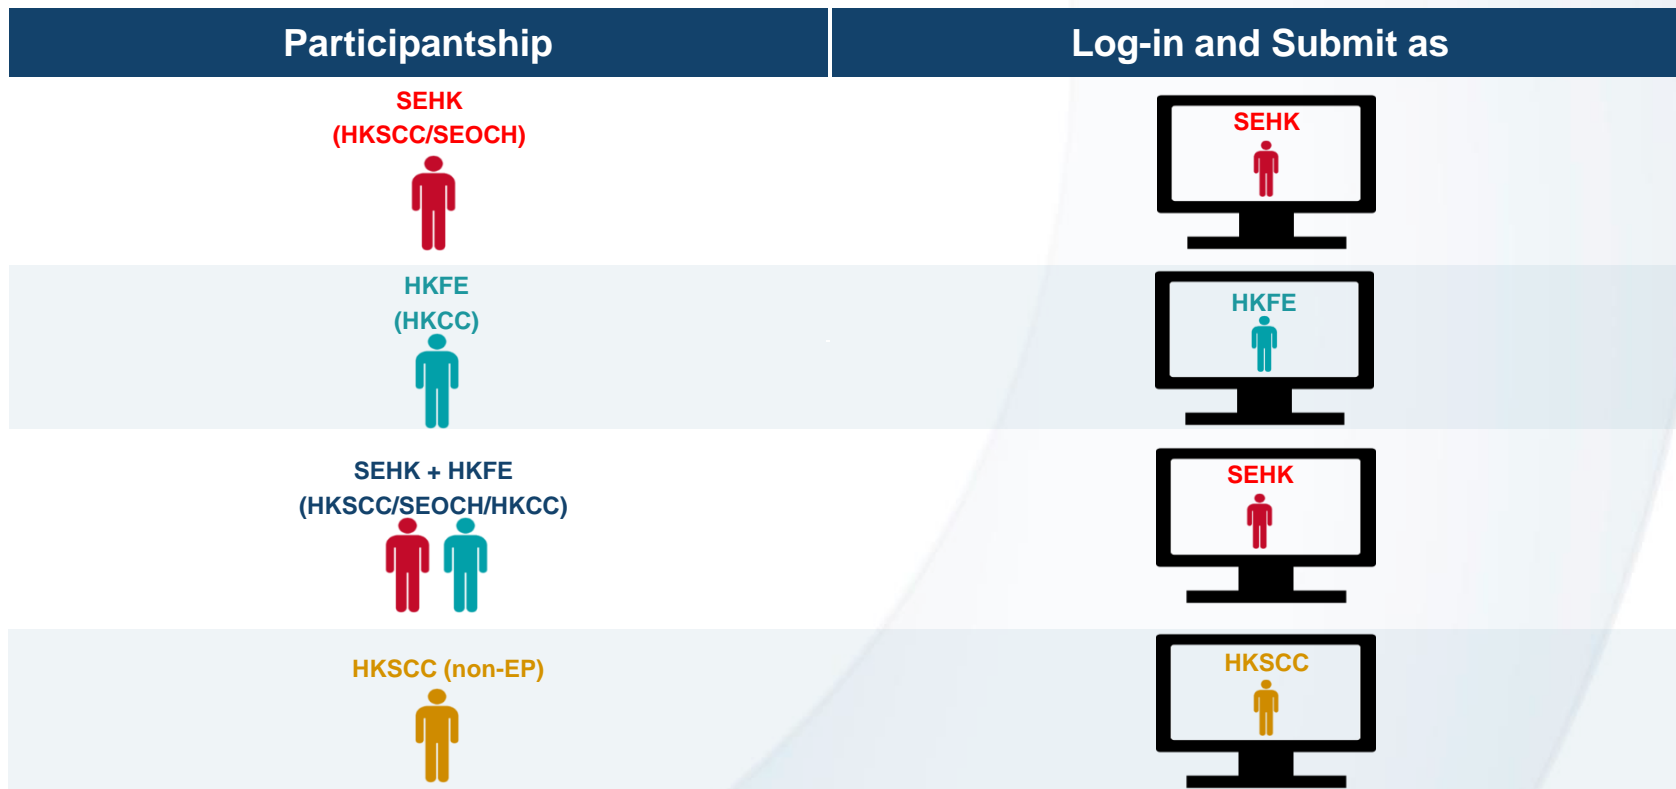 Participantship
Log-in and Submit as
SEHK
(HKSCC/SEOCH)
SEHK
HKFE
(HKCC)
HKFE
SEHK + HKFE
(HKSCC/SEOCH/HKCC)
SEHK
HKSCC (non-EP)
HKSCC